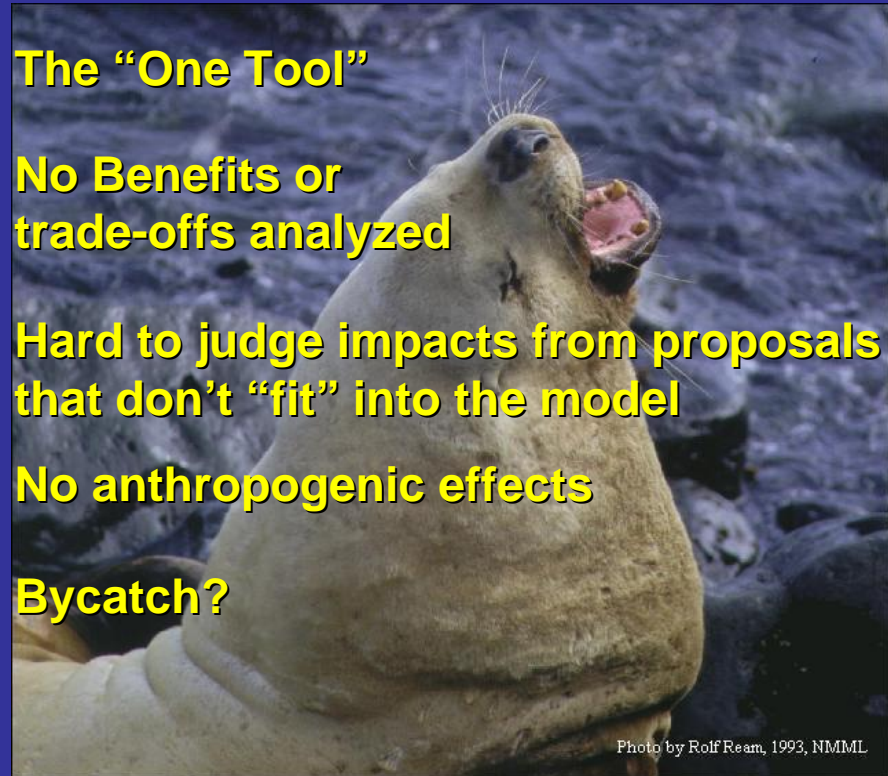 The “One Tool”
No Benefits or
trade-offs analyzed
Hard to judge impacts from proposals
that don’t “fit” into the model
No anthropogenic effects
Bycatch?
Photo by Rolf Ream, 1993, NMML